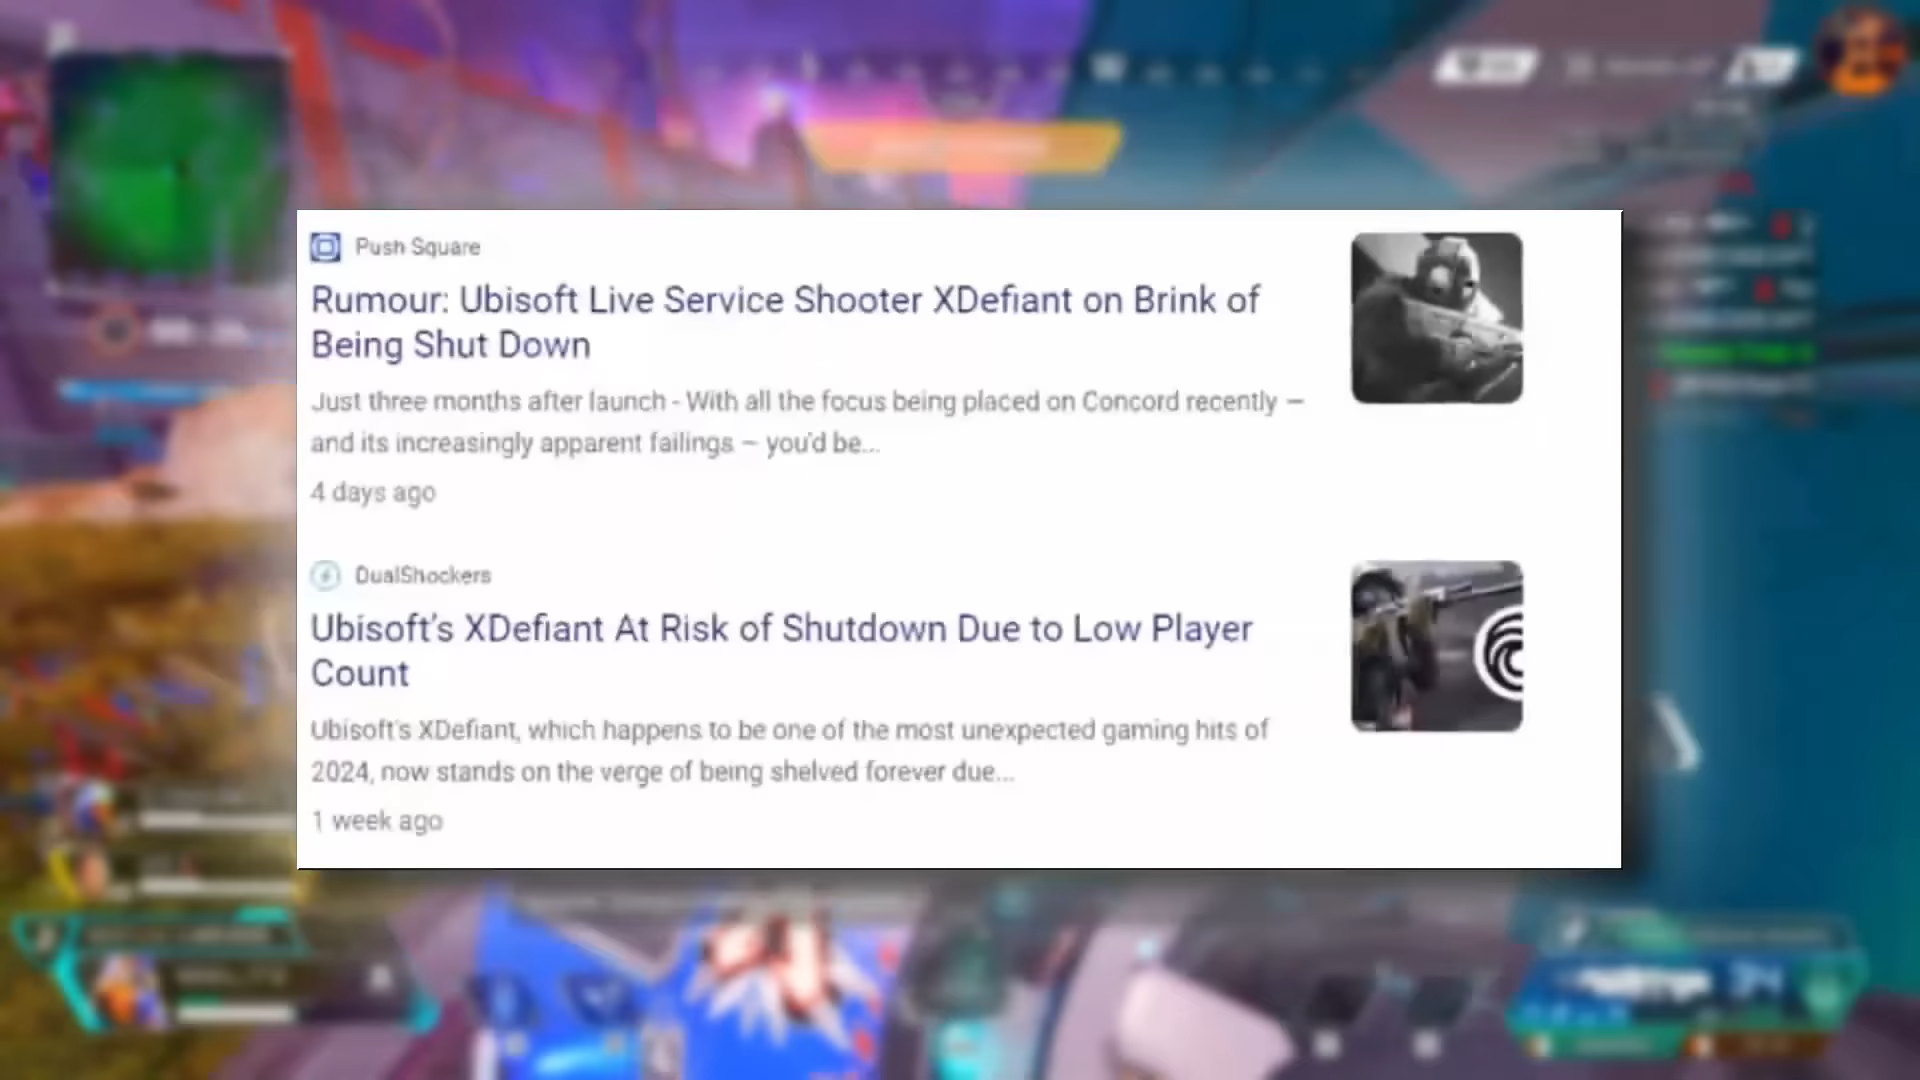 Push Square
Rumour: Ubisoft Live Service Shooter XDefiant on Brink of
Being Shut Down
Just three months after launch - With all the focus being placed on Concord recently —
and its increasingly apparent failings — you'd be...
4 days ago
DualShockers
Ubisoft's XDefiant At Risk of Shutdown Due to Low Player
Count
Ubisoft's XDefiant, which happens to be one of the most unexpected gaming hits of
2024, now stands on the verge of being shelved forever due...
1 week ago
34